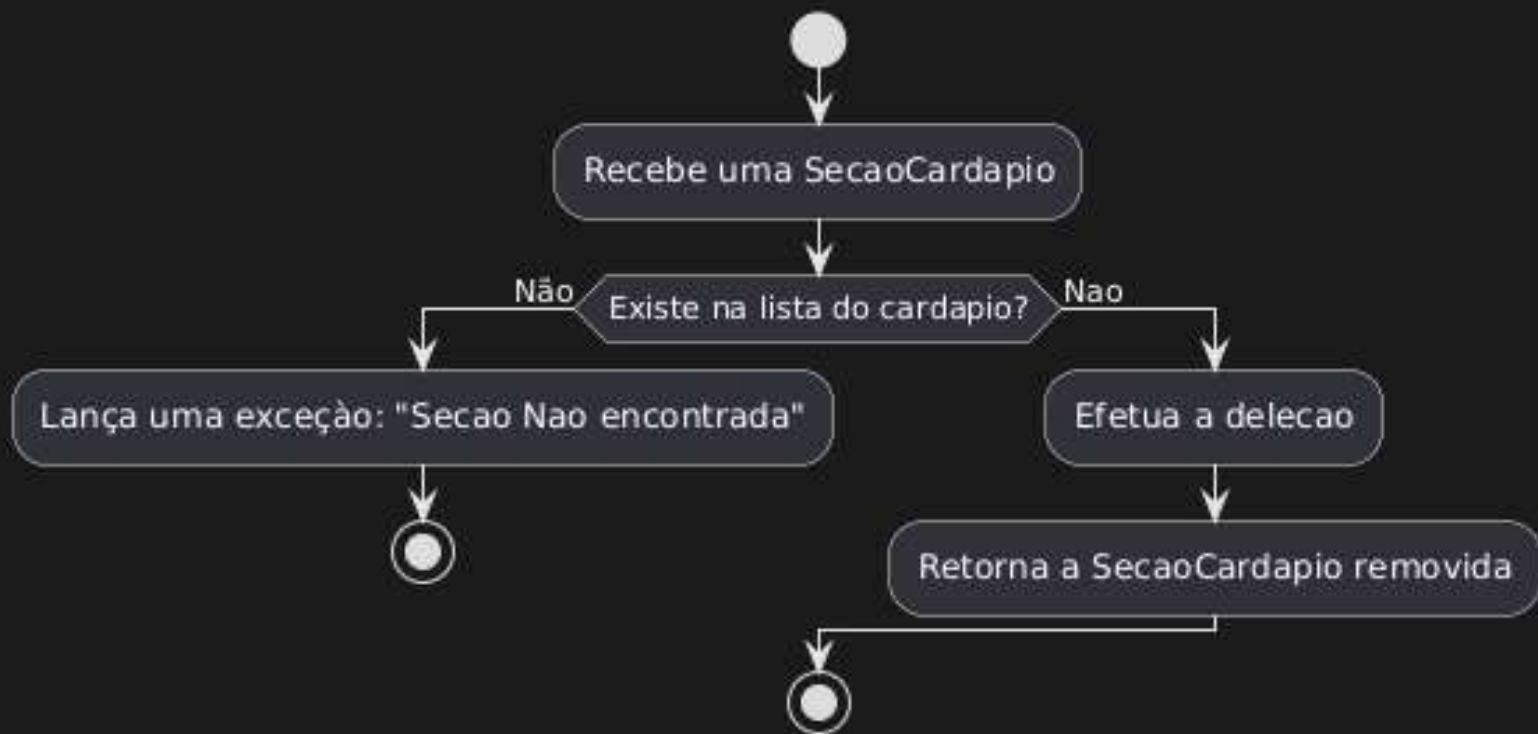 Recebe uma SecaoCardapio
Não
Existe na lista do cardapio?
Nao
Lança uma exceçào: "Secao Nao encontrada"
Efetua a delecao
Retorna a SecaoCardapio removida